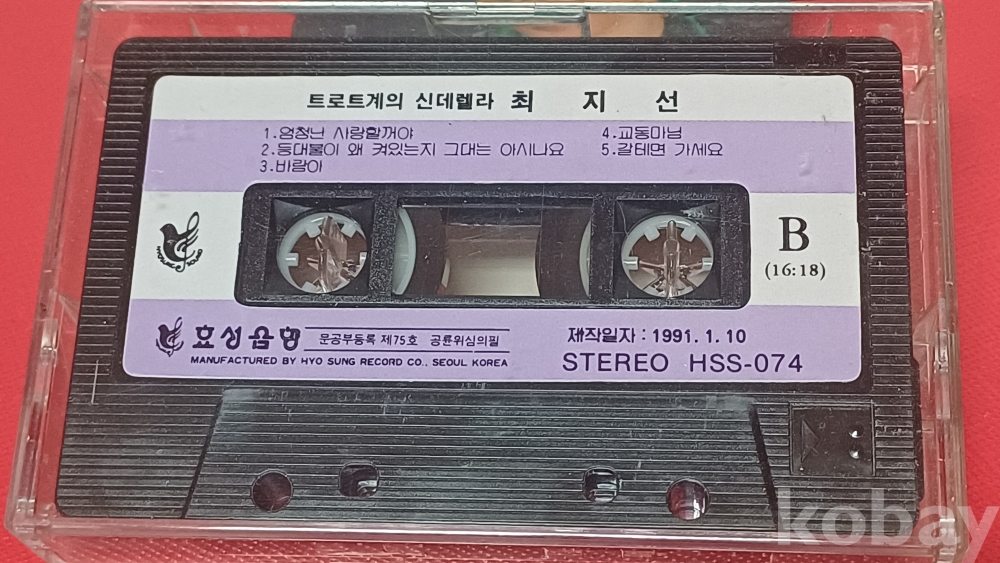 트로트계의 신데렐라 최 지 선
1.엄청난 사랑할꺼야
2.등대불이 왜 켜있는지 그대는 아시나요
3.바람아
4.교동마님
5.갈테면 가세요
B
(16:18)
HYOSUNG SOUND
효성음향
문공부등록 제75호 공륜위심의필
제작일자 : 1991. 1. 10
MANUFACTURED BY HYO SUNG RECORD CO., SEOUL KOREA
STEREO HSS-074
kobay